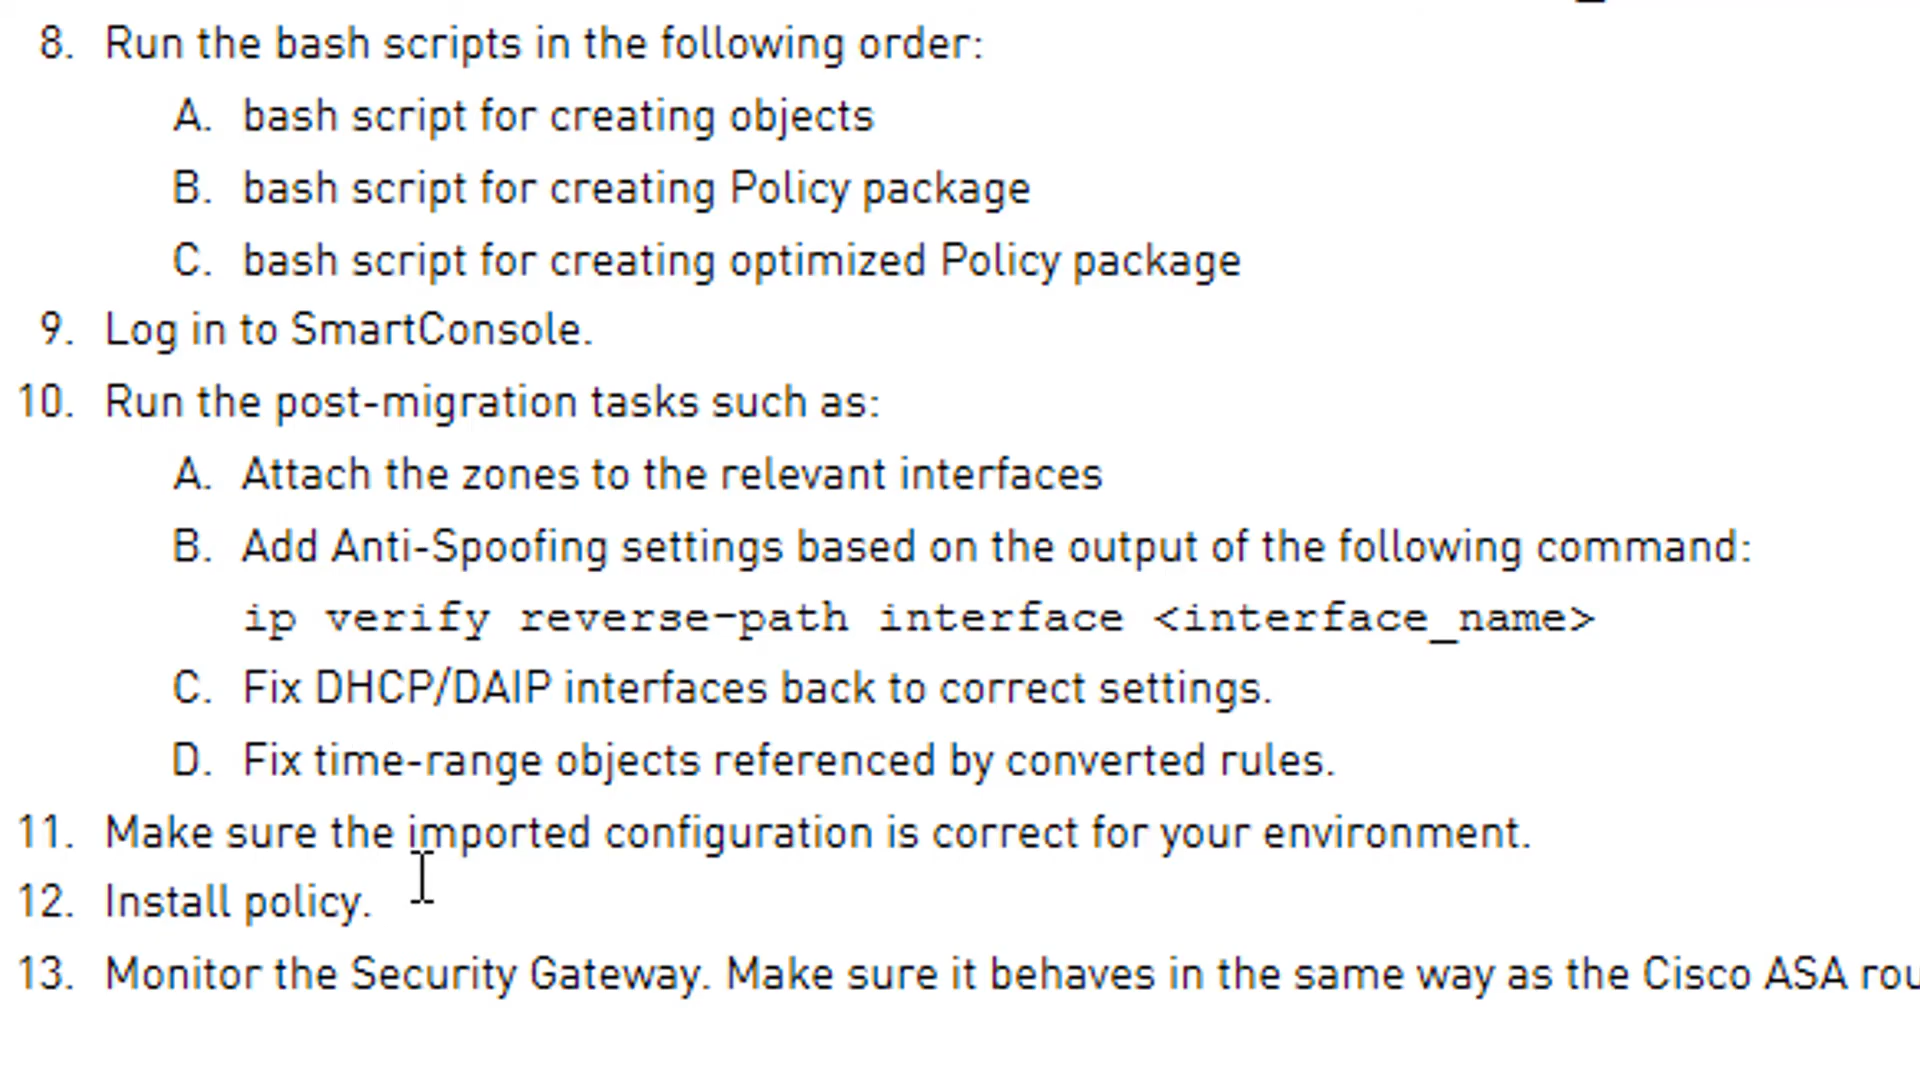 8. Run the bash scripts in the following order:
A. bash script for creating objects
B. bash script for creating Policy package
C. bash script for creating optimized Policy package
9. Log in to SmartConsole.
10. Run the post-migration tasks such as:
A. Attach the zones to the relevant interfaces
B. Add Anti-Spoofing settings based on the output of the following command:
ip verify reverse-path interface <interface_name>
C. Fix DHCP/DAIP interfaces back to correct settings.
D. Fix time-range objects referenced by converted rules.
11. Make sure the imported configuration is correct for your environment.
12. Install policy.
13. Monitor the Security Gateway. Make sure it behaves in the same way as the Cisco ASA